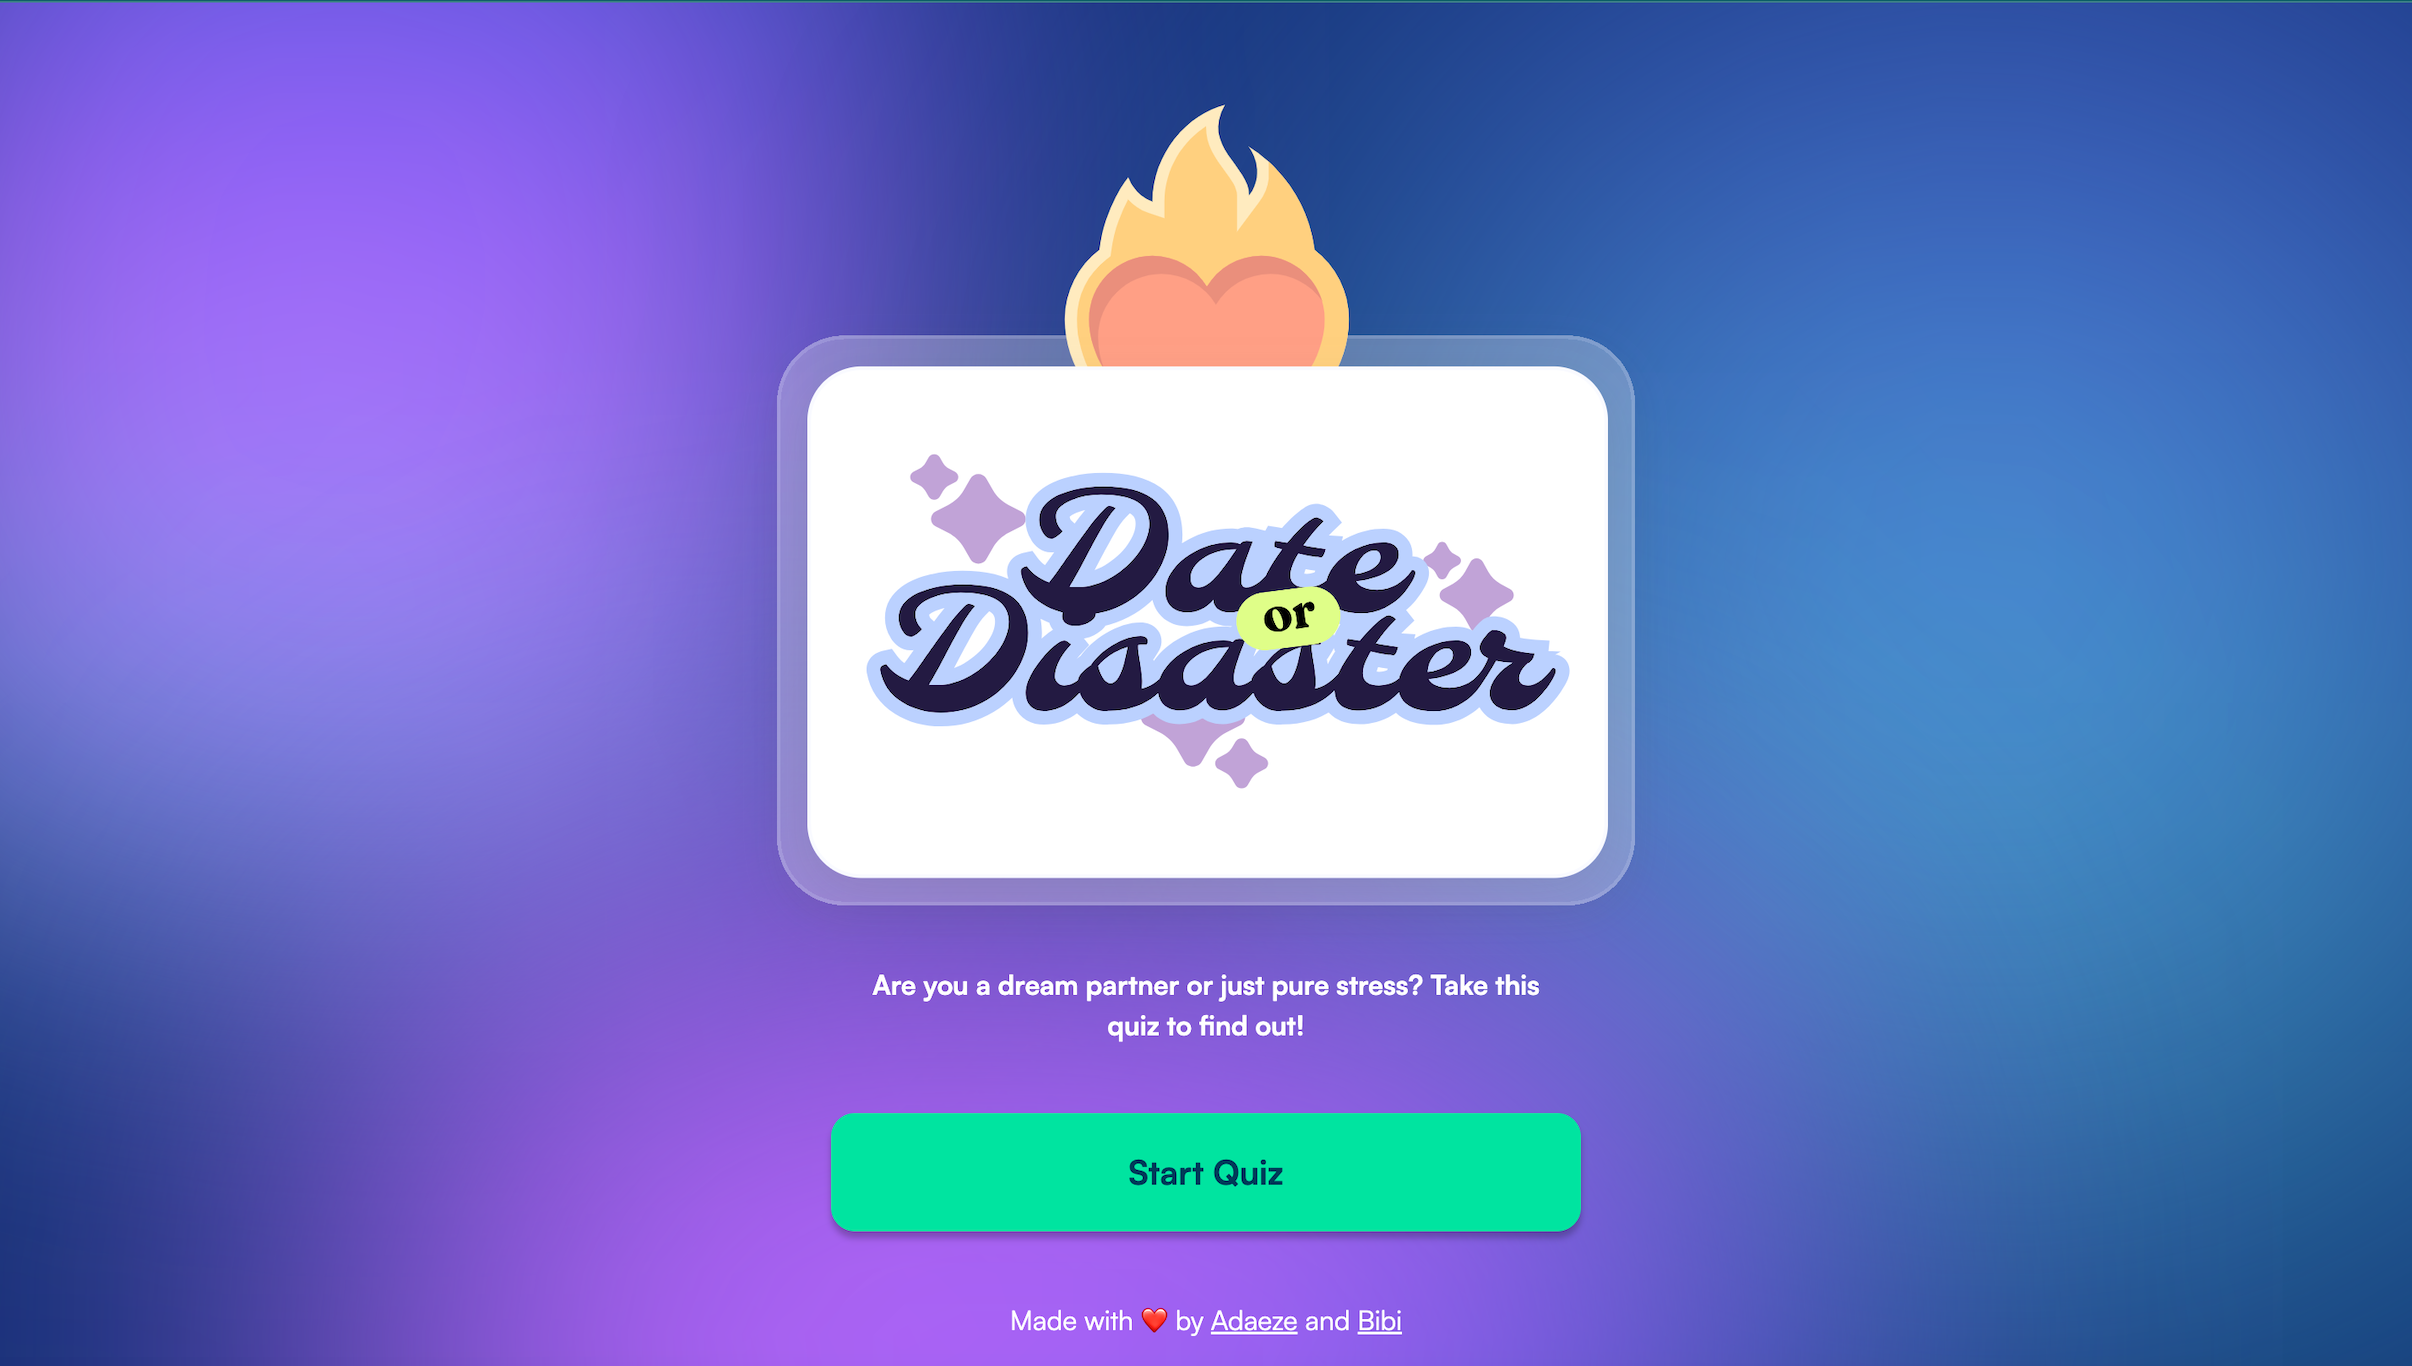 Date
or
Disaster
Are you a dream partner or just pure stress? Take this
quiz to find out!
Start Quiz
Made with ❤️ by Adaeze and Bibi